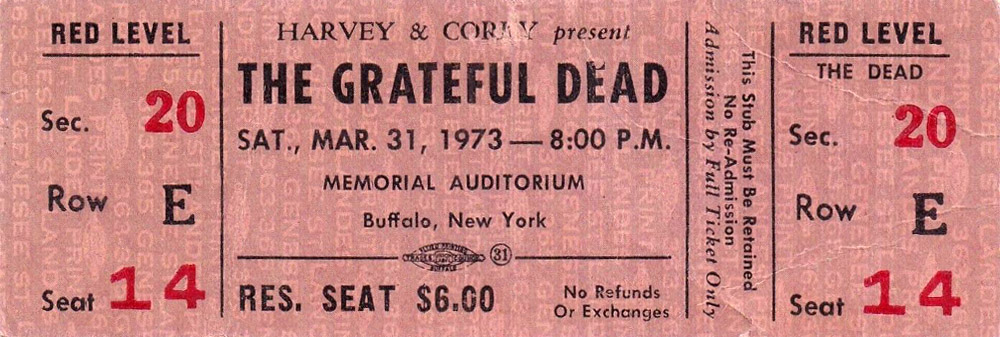 RED LEVEL
Sec. 20
Row E
Seat 14
HARVEY & CORKY present
THE GRATEFUL DEAD
SAT., MAR. 31, 1973 — 8:00 P.M.
MEMORIAL AUDITORIUM
Buffalo, New York
31
RES. SEAT $6.00
No Refunds
Or Exchanges
This Stub Must Be Retained
No Re-Admission
Admission by Full Ticket Only
RED LEVEL
THE DEAD
Sec. 20
Row E
Seat 14